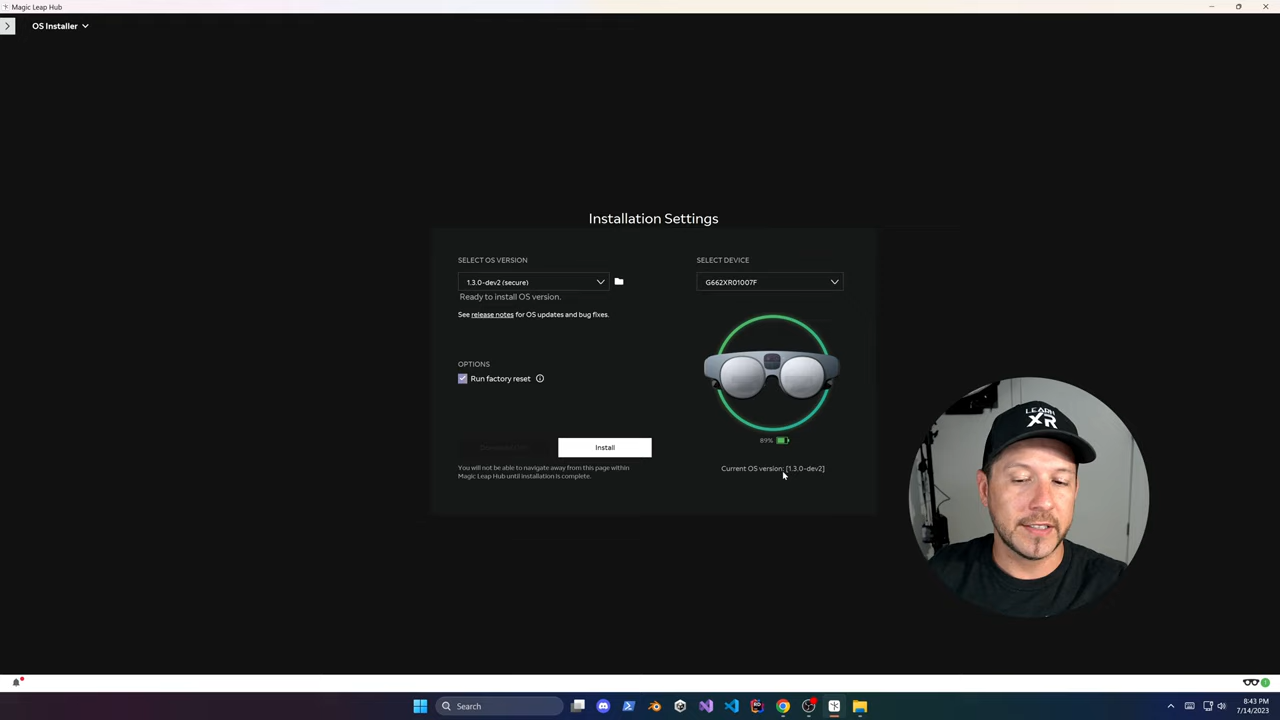 Magic Leap Hub
OS Installer
Installation Settings
SELECT OS VERSION
SELECT DEVICE
1.3.0-dev2 (secure)
G662XR01007F
Ready to install OS version.
See release notes for OS updates and bug fixes.
OPTIONS
Run factory reset
89%
Install
You will not be able to navigate away from this page within
Magic Leap Hub until installation is complete.
Current OS version: [1.3.0-dev2]
LEARN
XR
Search
8:43 PM
7/14/2023